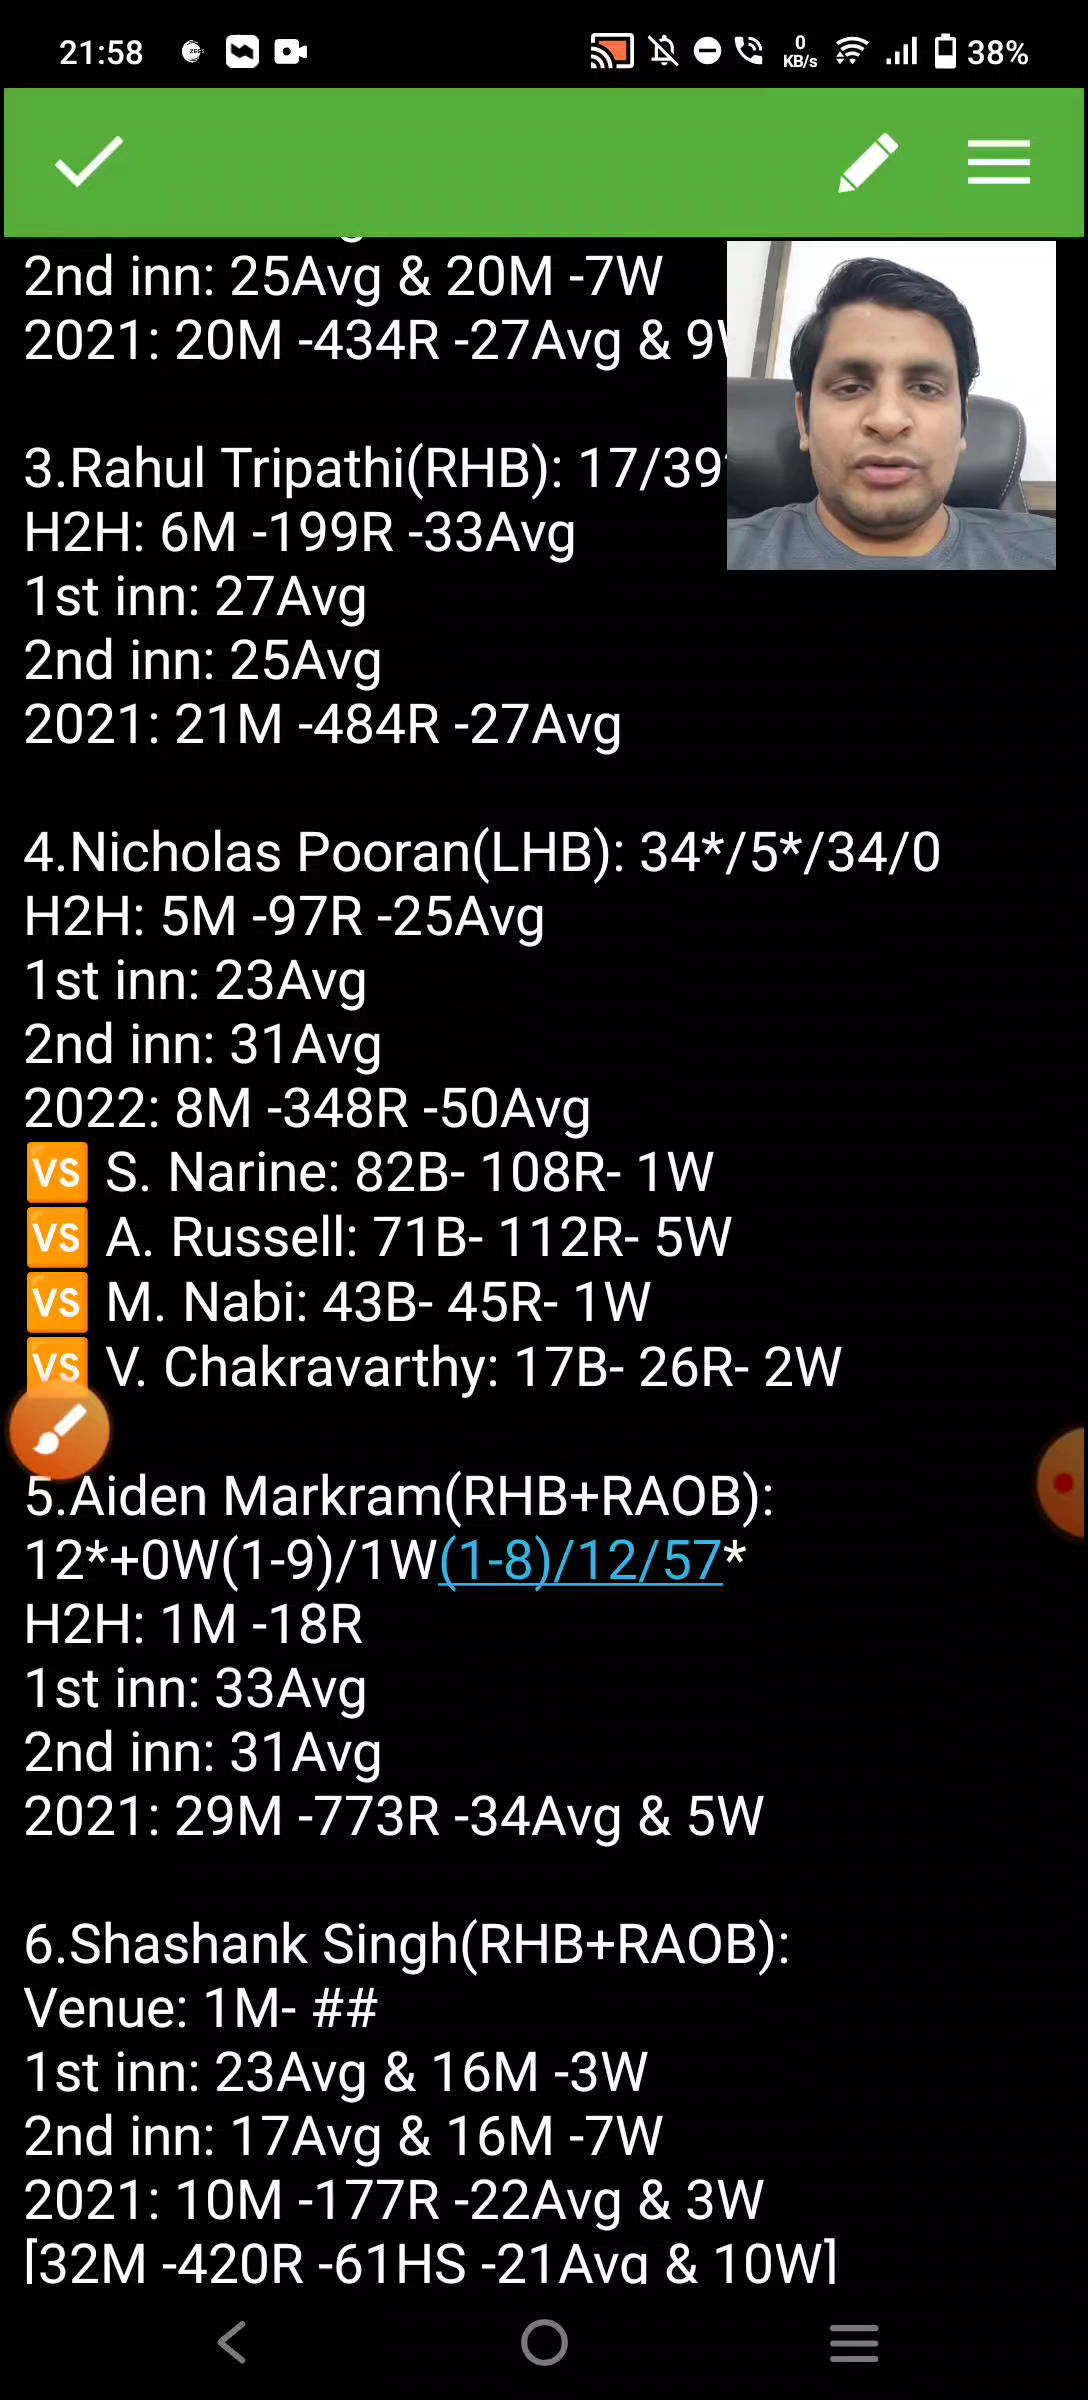 21:58
0
KB/s
38%
2nd inn: 25Avg & 20M -7W
2021: 20M -434R -27Avg & 9
3.Rahul Tripathi(RHB): 17/39
H2H: 6M -199R -33Avg
1st inn: 27Avg
2nd inn: 25Avg
2021: 21M -484R -27Avg
4.Nicholas Pooran(LHB): 34*/5*/34/0
H2H: 5M -97R -25Avg
1st inn: 23Avg
2nd inn: 31Avg
2022: 8M -348R -50Avg
VS S. Narine: 82B- 108R- 1W
VS A. Russell: 71B- 112R- 5W
VS M. Nabi: 43B- 45R- 1W
VS V. Chakravarthy: 17B- 26R- 2W
5.Aiden Markram(RHB+RAOB):
12*+0W(1-9)/1W(1-8)/12/57*
H2H: 1M -18R
1st inn: 33Avg
2nd inn: 31Avg
2021: 29M -773R -34Avg & 5W
6.Shashank Singh(RHB+RAOB):
Venue: 1M- ##
1st inn: 23Avg & 16M -3W
2nd inn: 17Avg & 16M -7W
2021: 10M -177R -22Avg & 3W
[32M -420R -61HS -21Avg & 10W]